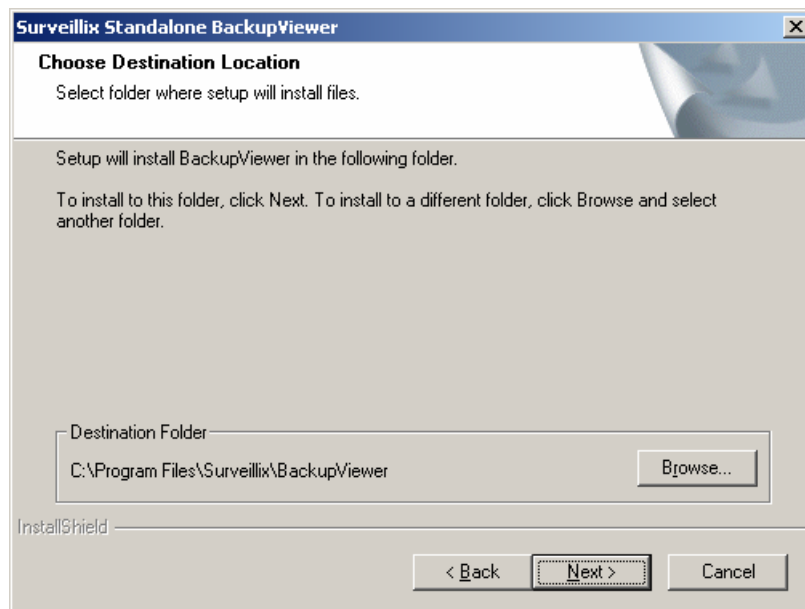 Surveillix Standalone BackupViewer
Choose Destination Location
Select folder where setup will install files.
Setup will install BackupViewer in the following folder.
To install to this folder, click Next. To install to a different folder, click Browse and select
another folder.
Destination Folder
C:\Program Files\Surveillix\BackupViewer
Browse...
InstallShield
< Back
Next >
Cancel